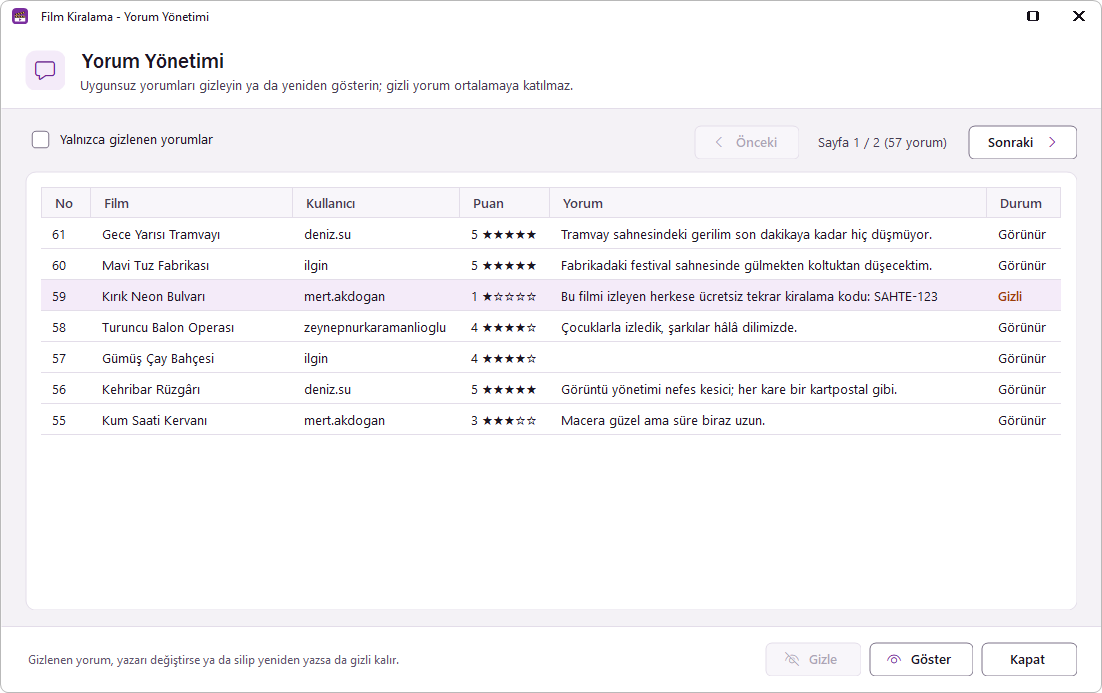 Film Kiralama - Yorum Yönetimi
Yorum Yönetimi
Uygunsuz yorumları gizleyin ya da yeniden gösterin; gizli yorum ortalamaya katılmaz.
Yalnızca gizlenen yorumlar
Önceki
Sayfa 1 / 2 (57 yorum)
Sonraki
No Film Kullanıcı Puan Yorum Durum
61 Gece Yarısı Tramvayı deniz.su 5 ★★★★★ Tramvay sahnesindeki gerilim son dakikaya kadar hiç düşmüyor. Görünür
60 Mavi Tuz Fabrikası ilgin 5 ★★★★★ Fabrikadaki festival sahnesinde gülmekten koltuktan düşecektim. Görünür
59 Kırık Neon Bulvarı mert.akdogan 1 ★☆☆☆☆ Bu filmi izleyen herkese ücretsiz tekrar kiralama kodu: SAHTE-123 Gizli
58 Turuncu Balon Operası zeynepnurkaramanlioglu 4 ★★★★☆ Çocuklarla izledik, şarkılar hâlâ dilimizde. Görünür
57 Gümüş Çay Bahçesi ilgin 4 ★★★★☆ Görünür
56 Kehribar Rüzgârı deniz.su 5 ★★★★★ Görüntü yönetimi nefes kesici; her kare bir kartpostal gibi. Görünür
55 Kum Saati Kervanı mert.akdogan 3 ★★★☆☆ Macera güzel ama süre biraz uzun. Görünür
Gizlenen yorum, yazarı değiştirse ya da silip yeniden yazsa da gizli kalır.
Gizle
Göster
Kapat